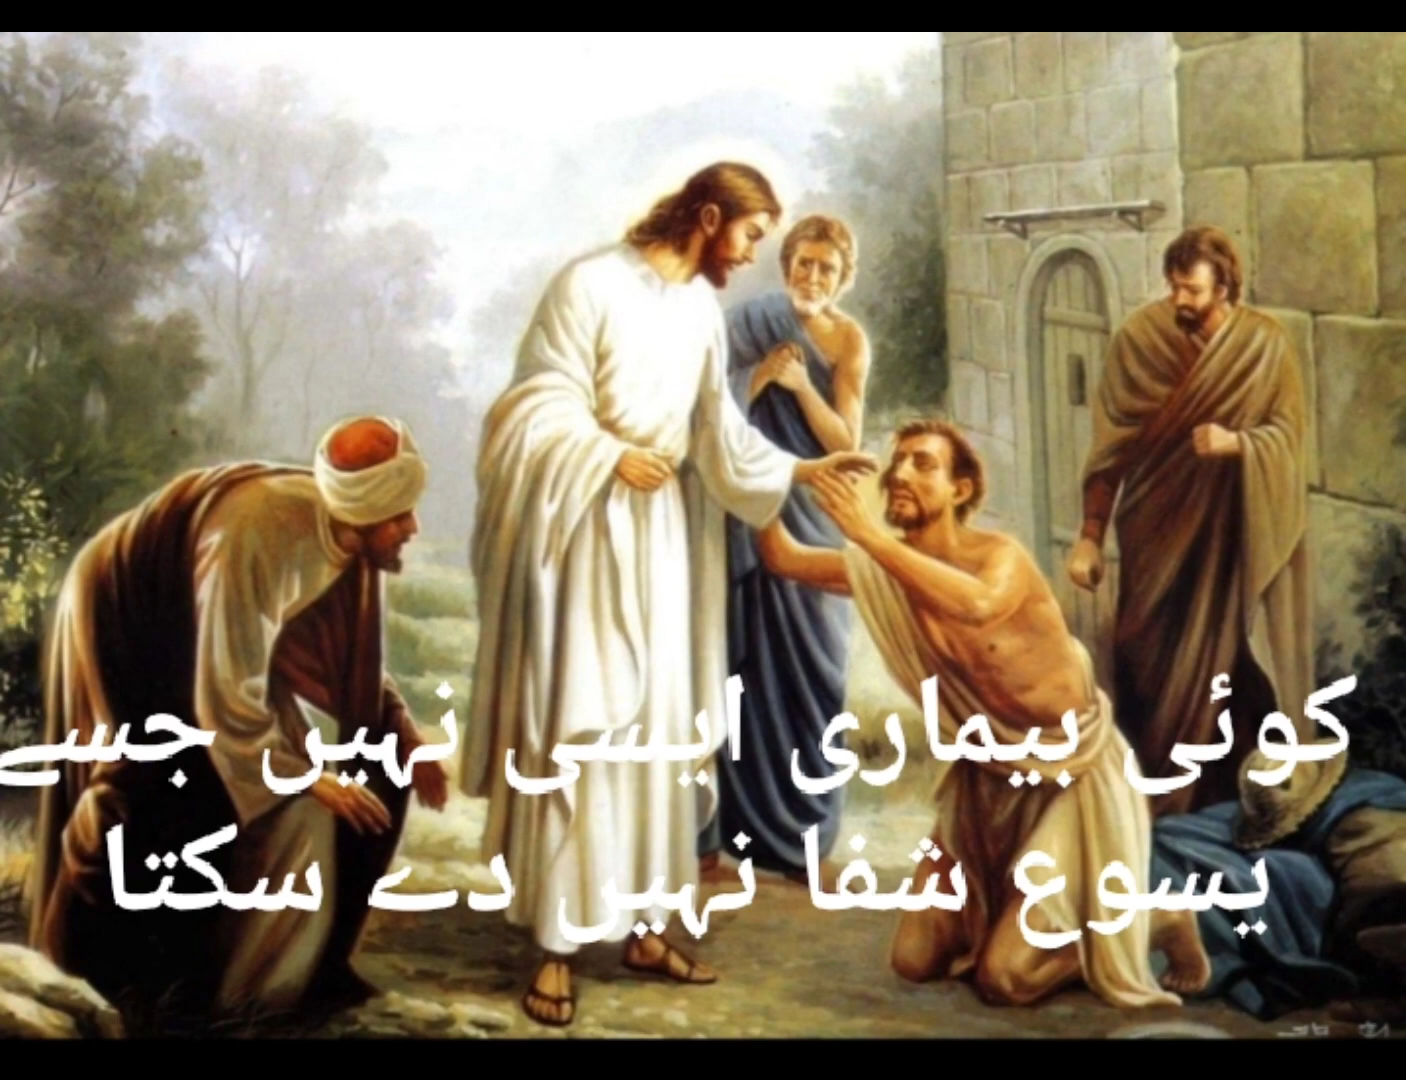 کوئی بیماری ایسی نہیں جسے
یسوع شفا نہیں دے سکتا